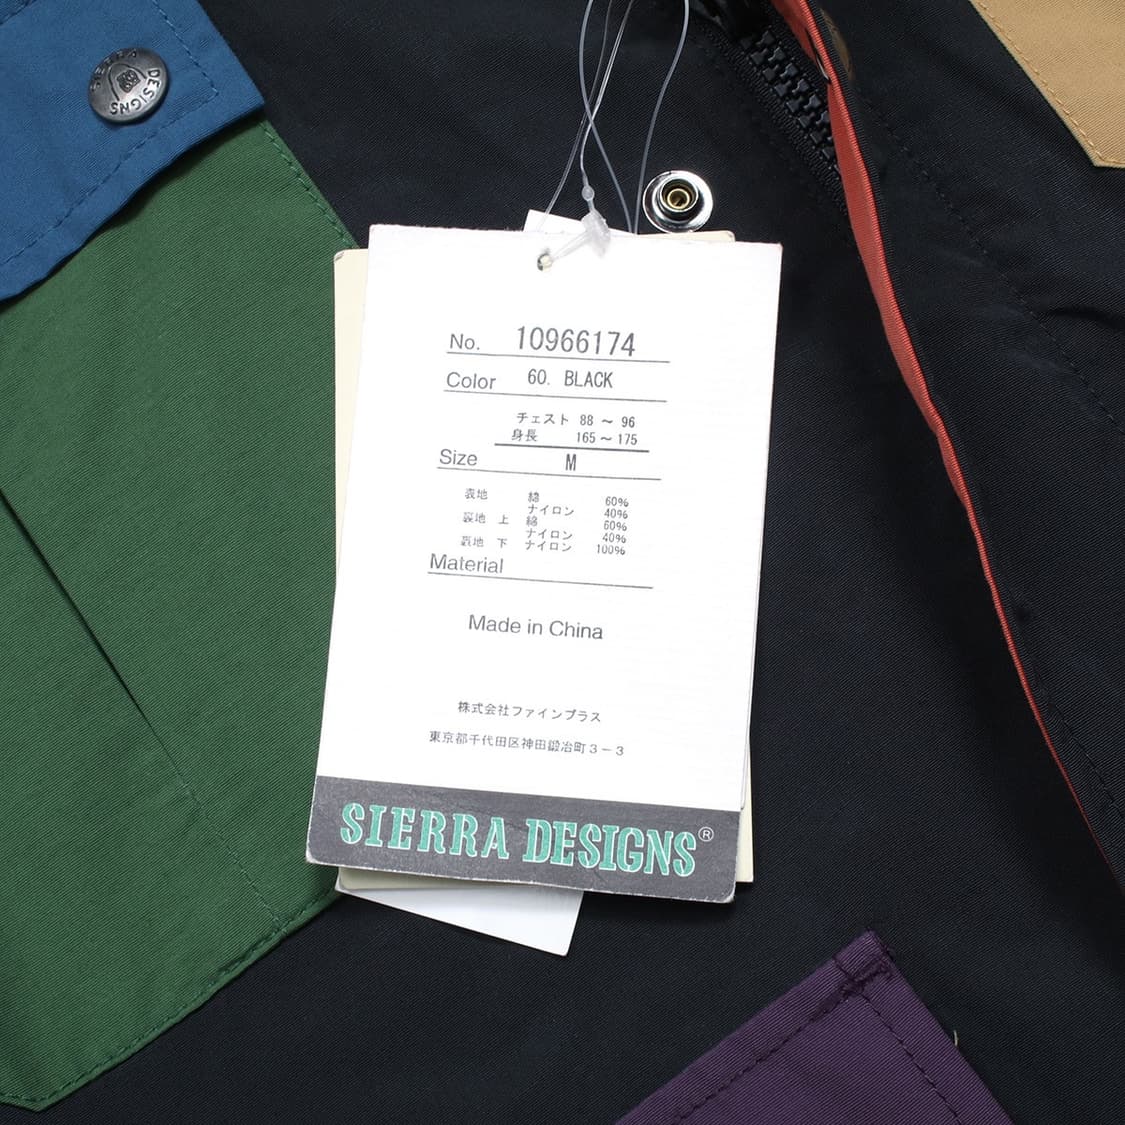 SIERRA DESIGNS
No. 10966174
Color 60. BLACK
チェスト 88 ～ 96
身長 165 ～ 175
Size M
表地 綿 60%
ナイロン 40%
裏地 上 綿 60%
ナイロン 40%
裏地 下 ナイロン 100%
Material
Made in China
株式会社ファインプラス
東京都千代田区神田鍛冶町３－３
SIERRA DESIGNS®